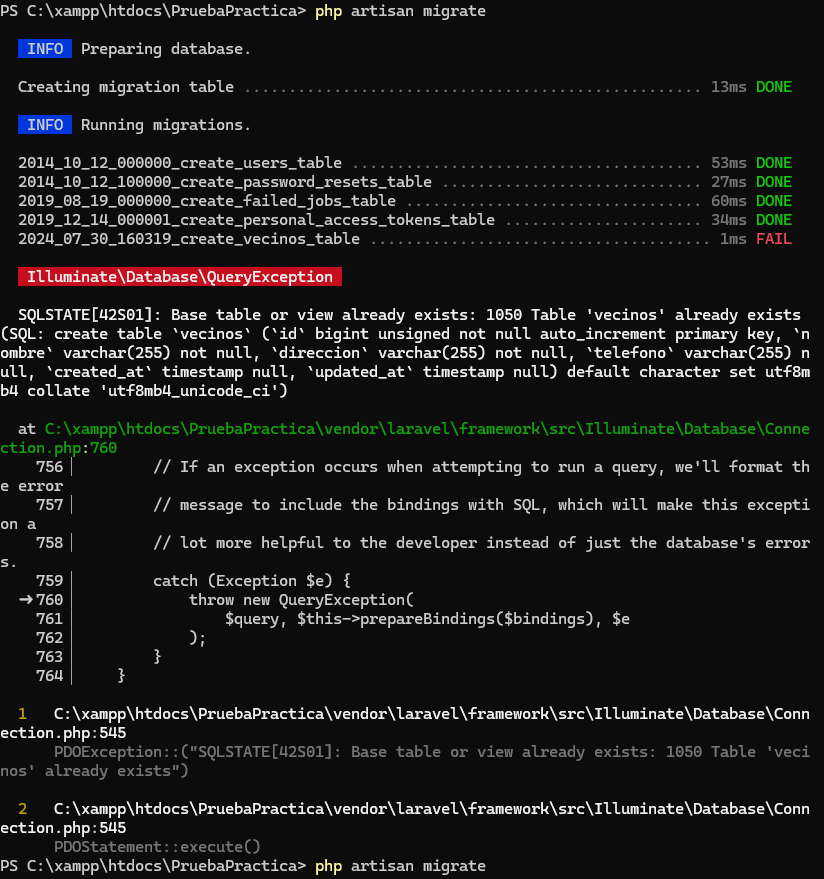 PS C:\xampp\htdocs\PruebaPractica> php artisan migrate
INFO Preparing database.
Creating migration table ................................................... 13ms DONE
INFO Running migrations.
2014_10_12_000000_create_users_table ....................................... 53ms DONE
2014_10_12_100000_create_password_resets_table ............................. 27ms DONE
2019_08_19_000000_create_failed_jobs_table ................................. 60ms DONE
2019_12_14_000001_create_personal_access_tokens_table ...................... 34ms DONE
2024_07_30_160319_create_vecinos_table ...................................... 1ms FAIL
Illuminate\Database\QueryException
SQLSTATE[42S01]: Base table or view already exists: 1050 Table 'vecinos' already exists
(SQL: create table `vecinos` (`id` bigint unsigned not null auto_increment primary key, `n
ombre` varchar(255) not null, `direccion` varchar(255) not null, `telefono` varchar(255) n
ull, `created_at` timestamp null, `updated_at` timestamp null) default character set utf8m
b4 collate 'utf8mb4_unicode_ci')
at C:\xampp\htdocs\PruebaPractica\vendor\laravel\framework\src\Illuminate\Database\Conne
ction.php:760
756│ // If an exception occurs when attempting to run a query, we'll format th
e error
757│ // message to include the bindings with SQL, which will make this excepti
on a
758│ // lot more helpful to the developer instead of just the database's error
s.
759│ catch (Exception $e) {
➜760│ throw new QueryException(
761│ $query, $this->prepareBindings($bindings), $e
762│ );
763│ }
764│ }
1 C:\xampp\htdocs\PruebaPractica\vendor\laravel\framework\src\Illuminate\Database\Conn
ection.php:545
PDOException::("SQLSTATE[42S01]: Base table or view already exists: 1050 Table 'veci
nos' already exists")
2 C:\xampp\htdocs\PruebaPractica\vendor\laravel\framework\src\Illuminate\Database\Conn
ection.php:545
PDOStatement::execute()
PS C:\xampp\htdocs\PruebaPractica> php artisan migrate